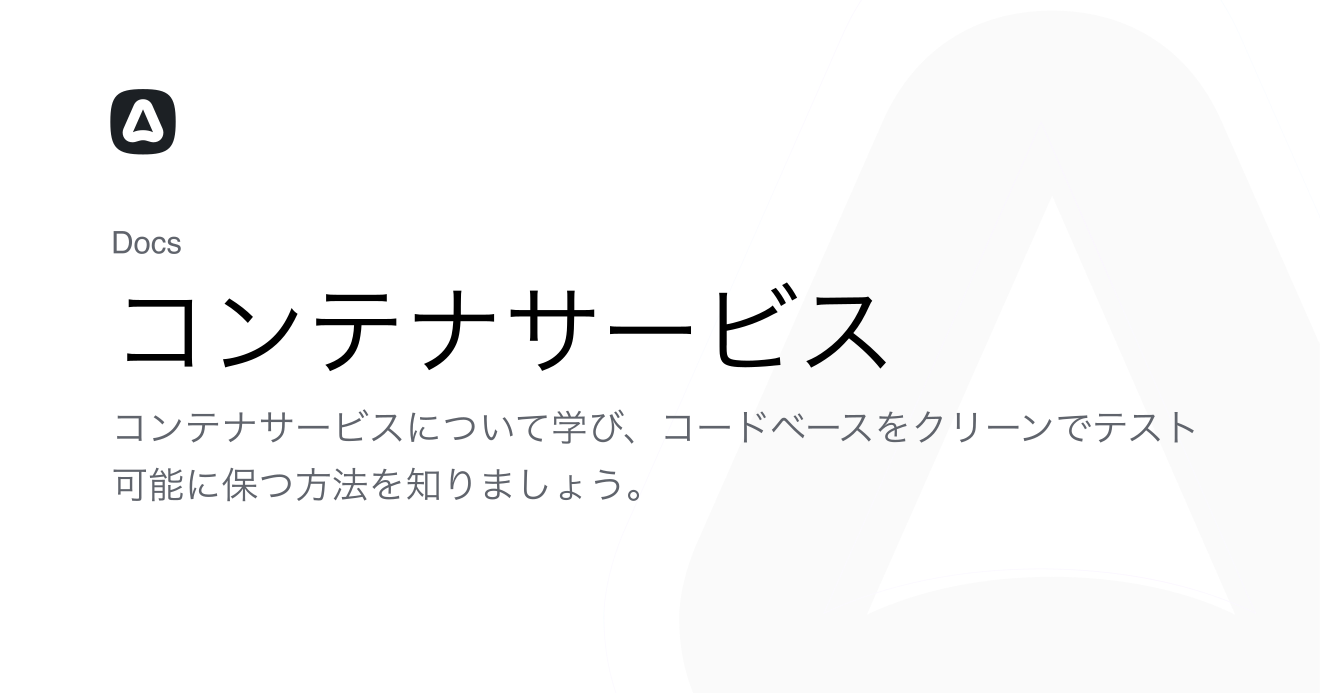 Docs
コンテナサービス
コンテナサービスについて学び、コードベースをクリーンでテスト
可能に保つ方法を知りましょう。